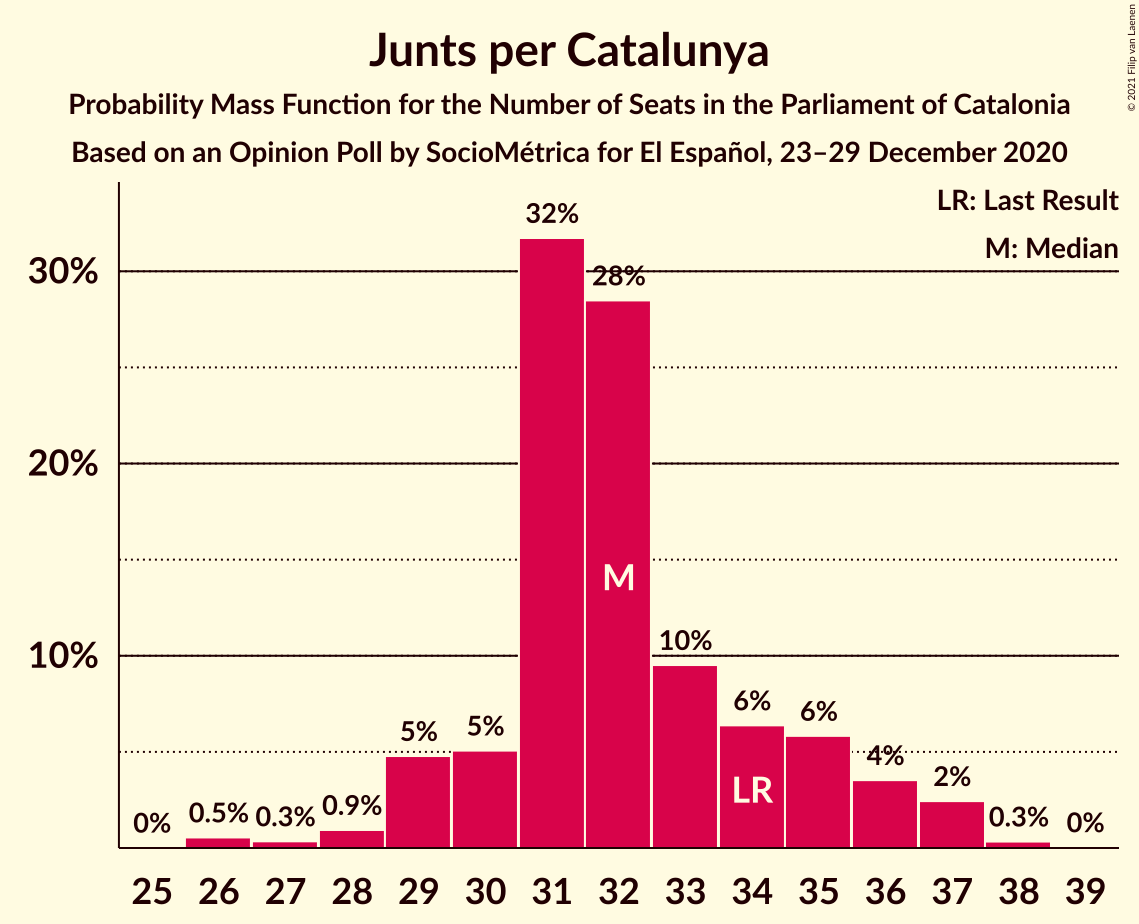 Junts per Catalunya
Probability Mass Function for the Number of Seats in the Parliament of Catalonia
Based on an Opinion Poll by SocioMétrica for El Español, 23–29 December 2020
© 2021 Filip van Laenen
LR: Last Result
M: Median
30%
20%
10%
0%
0.5%
0.3%
0.9%
5%
5%
32%
28%
10%
6%
6%
4%
2%
0.3%
0%
M
LR
25 26 27 28 29 30 31 32 33 34 35 36 37 38 39